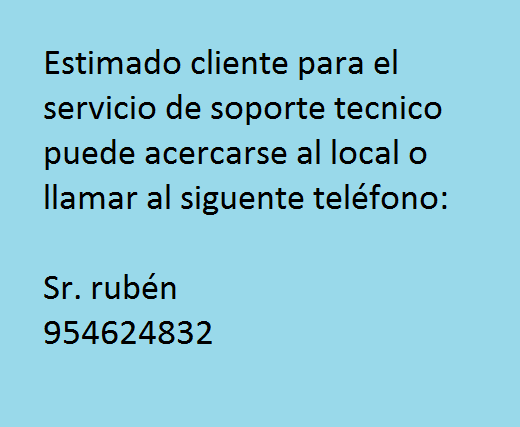 Estimado cliente para el
servicio de soporte tecnico
puede acercarse al local o
llamar al siguente teléfono:
Sr. rubén
954624832